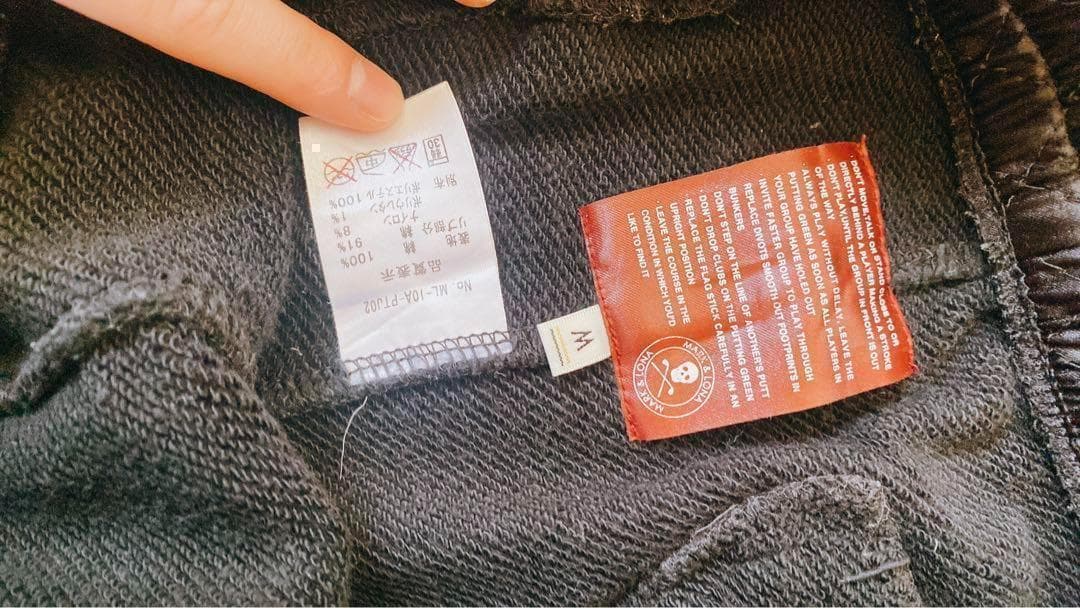 No. ML-10A-PTJ02
品質表示
表地 綿 100%
リブ部分 綿 91%
ナイロン 8%
ポリウレタン 1%
別布
ポリエステル 100%
30
M
· DON'T MOVE,TALK OR STAND CLOSE TO OR
DIRECTLY BEHIND A PLAYER MAKING A STROKE
· DON'T PLAY,UNTIL THE GROUP IN FRONT IS OUT
OF THE WAY
· ALWAYS PLAY WITHOUT DELAY. LEAVE THE
PUTTING GREEN AS SOON AS ALL PLAYERS IN
YOUR GROUP HAVE HOLED OUT
· INVITE FASTER GROUP TO PLAY THROUGH
· REPLACE DIVOTS SMOOTH OUT FOOTPRINTS IN
BUNKERS
· DON'T STEP ON THE LINE OF ANOTHER'S PUTT
· DON'T DROP CLUBS ON THE PUTTING GREEN
· REPLACE THE FLAG STICK CAREFULLY IN AN
UPRIGHT POSITION
· LEAVE THE COURSE IN THE
CONDITION IN WHICH YOU'D
LIKE TO FIND IT
MARK & LONA
MARK & LONA